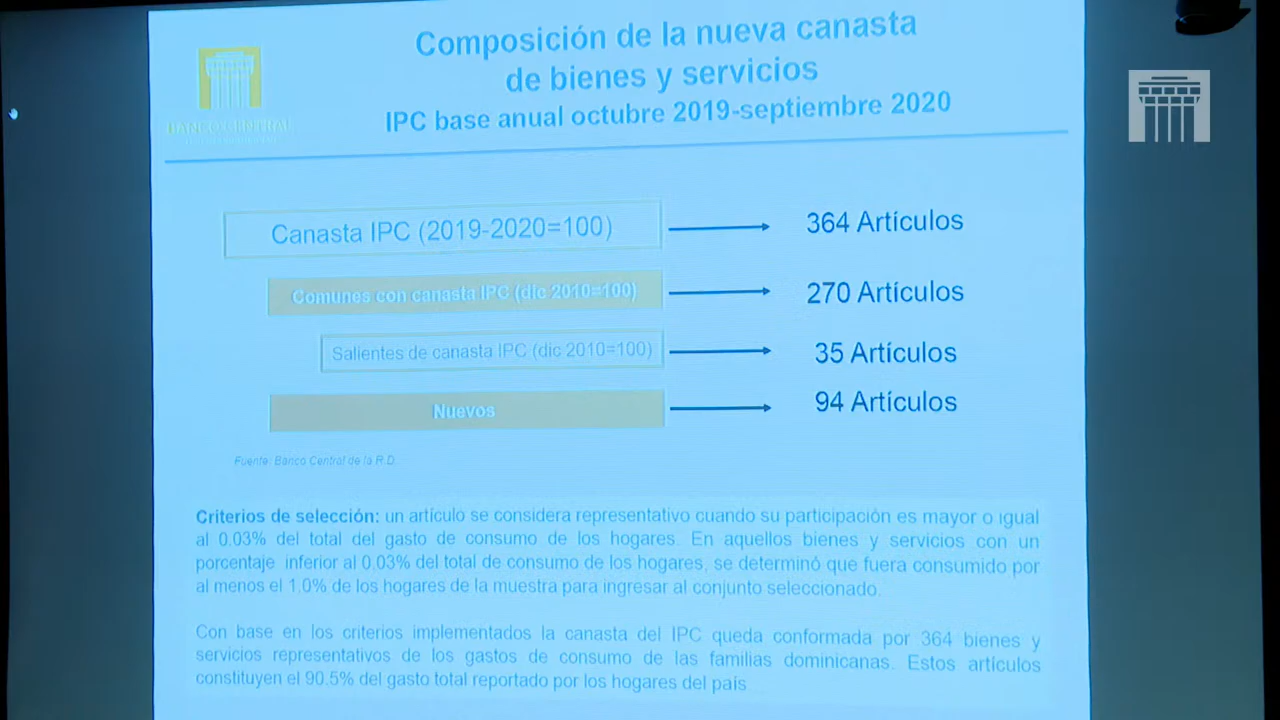 Composición de la nueva canasta
de bienes y servicios
IPC base anual octubre 2019-septiembre 2020
BANCO CENTRAL
Canasta IPC (2019-2020=100)
364 Artículos
Comunes con canasta IPC (dic 2010=100)
270 Artículos
Salientes de canasta IPC (dic 2010=100)
35 Artículos
Nuevos
94 Artículos
Fuente: Banco Central de la R.D.
Criterios de selección: un artículo se considera representativo cuando su participación es mayor o igual
al 0.03% del total del gasto de consumo de los hogares. En aquellos bienes y servicios con un
porcentaje inferior al 0.03% del total de consumo de los hogares, se determinó que fuera consumido por
al menos el 1.0% de los hogares de la muestra para ingresar al conjunto seleccionado.
Con base en los criterios implementados la canasta del IPC queda conformada por 364 bienes y
servicios representativos de los gastos de consumo de las familias dominicanas. Estos artículos
constituyen el 90.5% del gasto total reportado por los hogares del país